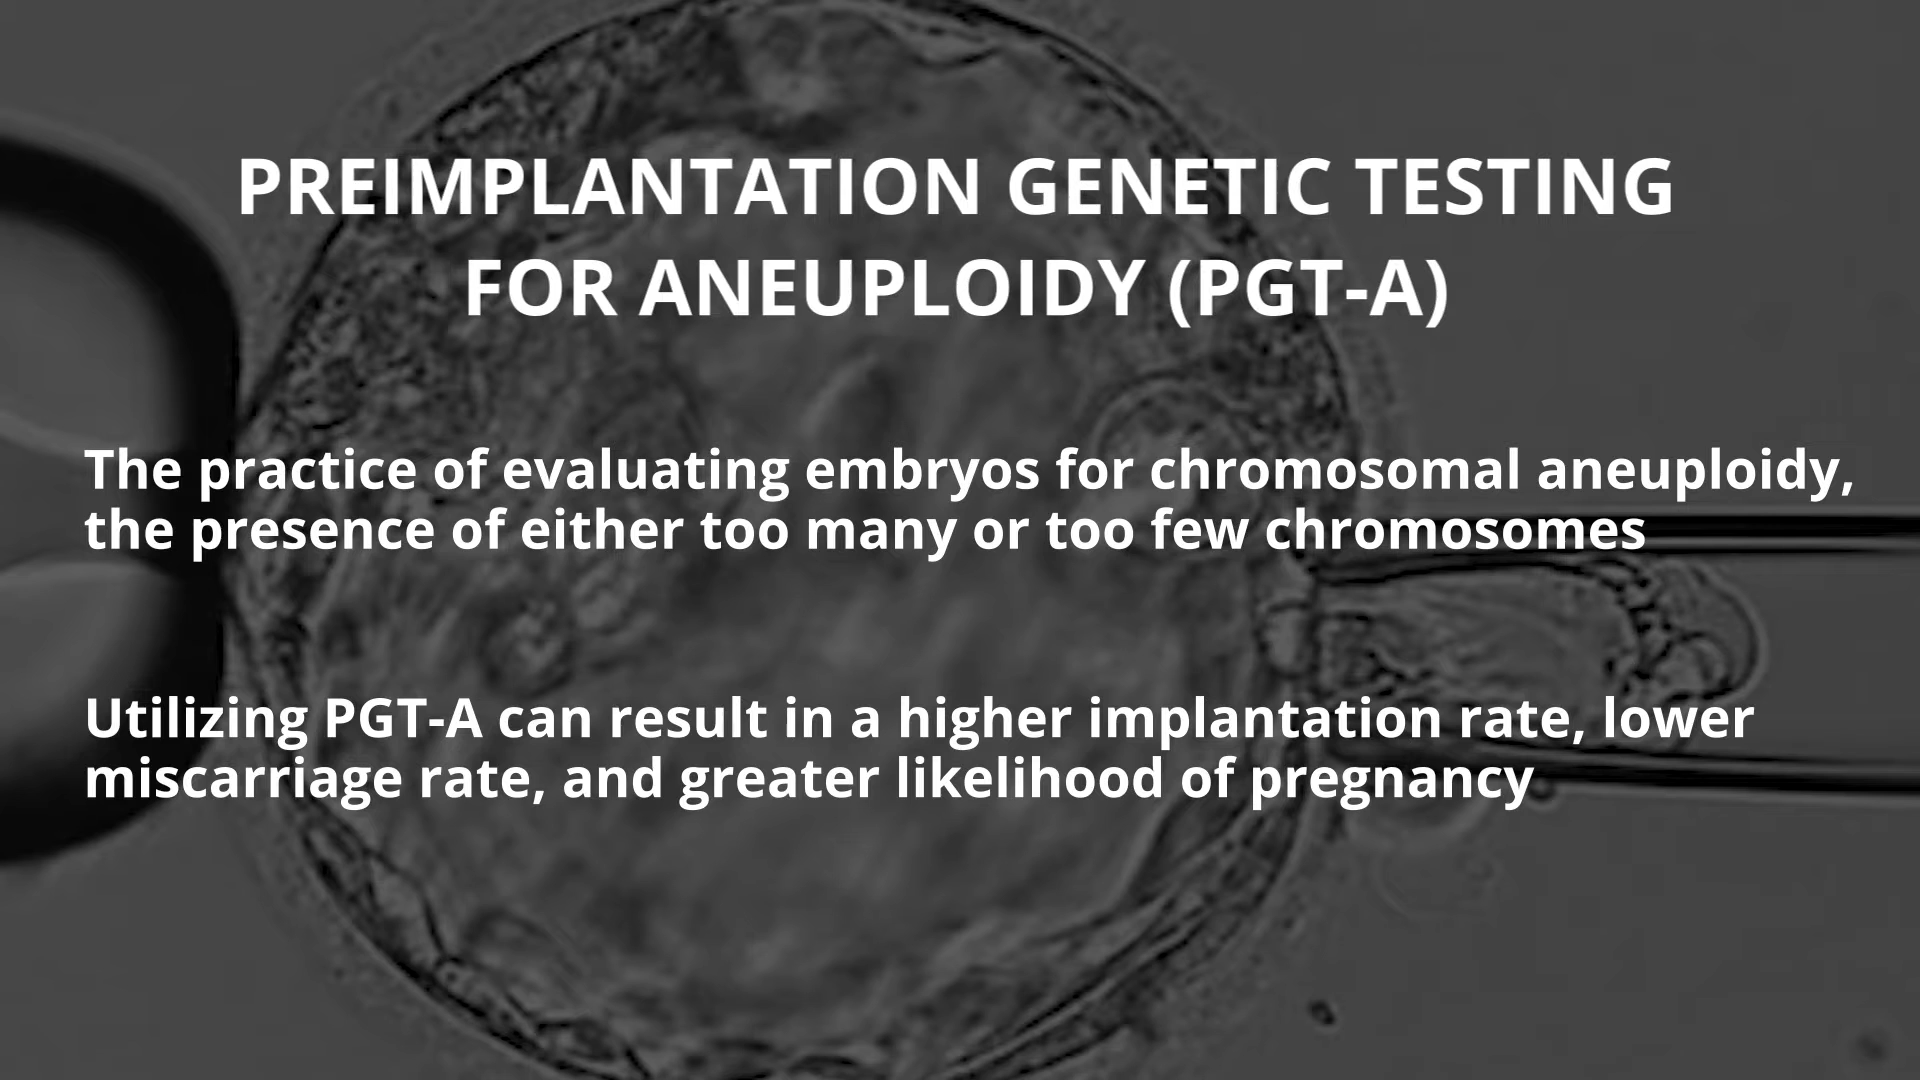 PREIMPLANTATION GENETIC TESTING
FOR ANEUPLOIDY (PGT-A)
The practice of evaluating embryos for chromosomal aneuploidy,
the presence of either too many or too few chromosomes
Utilizing PGT-A can result in a higher implantation rate, lower
miscarriage rate, and greater likelihood of pregnancy